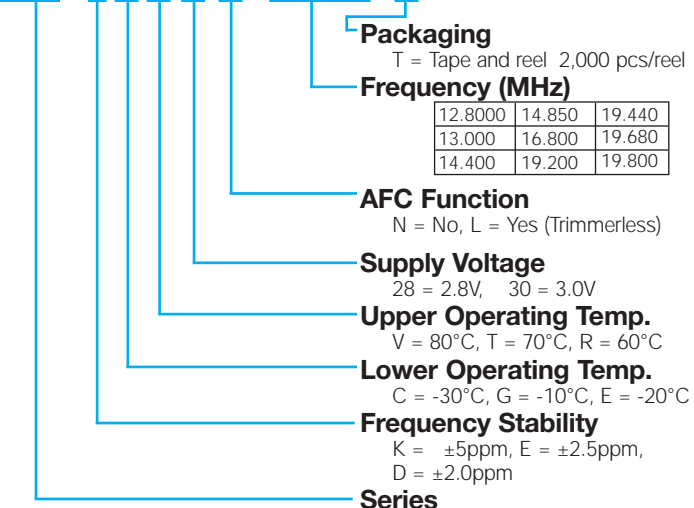 Packaging
T = Tape and reel 2,000 pcs/reel
Frequency (MHz)
12.8000 14.850 19.440
13.000 16.800 19.680
14.400 19.200 19.800
AFC Function
N = No, L = Yes (Trimmerless)
Supply Voltage
28 = 2.8V, 30 = 3.0V
Upper Operating Temp.
V = 80°C, T = 70°C, R = 60°C
Lower Operating Temp.
C = -30°C, G = -10°C, E = -20°C
Frequency Stability
K = ±5ppm, E = ±2.5ppm,
D = ±2.0ppm
Series